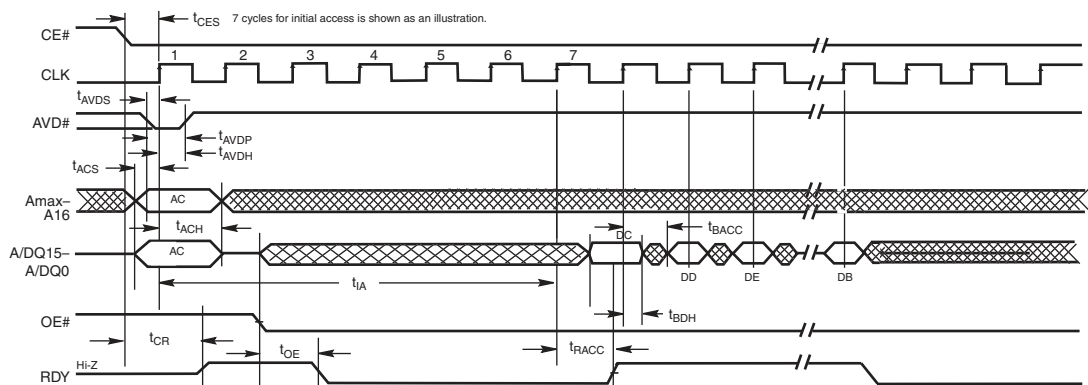 tCES 7 cycles for initial access is shown as an illustration.
CE#
1 2 3 4 5 6 7
CLK
tAVDS
AVD#
tAVDP
tAVDH
tACS
Amax–
A16
AC
tACH
tBACC
A/DQ15–
A/DQ0
AC
DC
DD
DE
DB
tIA
tBDH
OE#
tCR
tOE
tRACC
Hi-Z
RDY